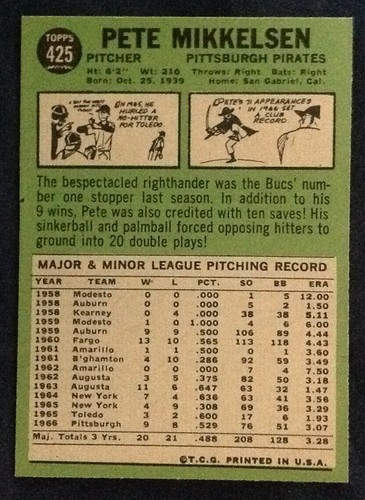 TOPPS
425
PETE MIKKELSEN
PITCHER PITTSBURGH PIRATES
Ht: 6'2" Wt: 210 Throws: Right Bats: Right
Born: Oct. 25, 1939 Home: San Gabriel, Cal.
IN 1965, HE HURLED A NO-HITTER FOR TOLEDO
PETE'S 71 APPEARANCES IN 1966 SET A CLUB RECORD.
The bespectacled righthander was the Bucs' num-
ber one stopper last season. In addition to his
9 wins, Pete was also credited with ten saves! His
sinkerball and palmball forced opposing hitters to
ground into 20 double plays!
MAJOR & MINOR LEAGUE PITCHING RECORD
YEAR TEAM W L PCT. SO BB ERA
1958 Modesto 0 0 .000 1 5 12.00
1958 Auburn 0 0 .000 5 2 1.50
1958 Kearney 0 4 .000 38 38 5.11
1959 Modesto 1 0 1.000 4 6 6.00
1959 Auburn 9 9 .500 106 89 4.44
1960 Fargo 13 10 .565 113 118 4.43
1961 Amarillo 1 1 .500 0 1 3.60
1961 B'ghamton 4 10 .286 92 59 3.49
1962 Amarillo 0 0 .000 7 4 7.50
1962 Augusta 3 5 .375 82 50 3.18
1963 Augusta 11 6 .647 63 32 1.47
1964 New York 7 4 .636 63 41 3.56
1965 New York 4 9 .308 69 36 3.29
1965 Toledo 3 2 .600 17 6 1.93
1966 Pittsburgh 9 8 .529 76 51 3.07
Maj. Totals 3 Yrs. 20 21 .488 208 128 3.28
©T.C.G. PRINTED IN U.S.A.